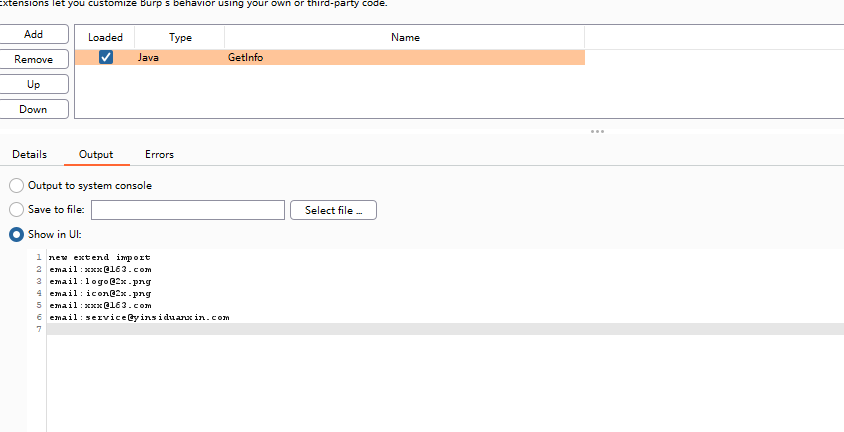 extensions let you customize Burp's behavior using your own or third-party code.
Add
Remove
Up
Down
Loaded Type Name
Java GetInfo
Details Output Errors
Output to system console
Save to file: Select file ...
Show in UI:
1 new extend import
2 email:xxx@163.com
3 email:logo@2x.png
4 email:icon@2x.png
5 email:xxx@163.com
6 email:service@yinsiduanxin.com
7